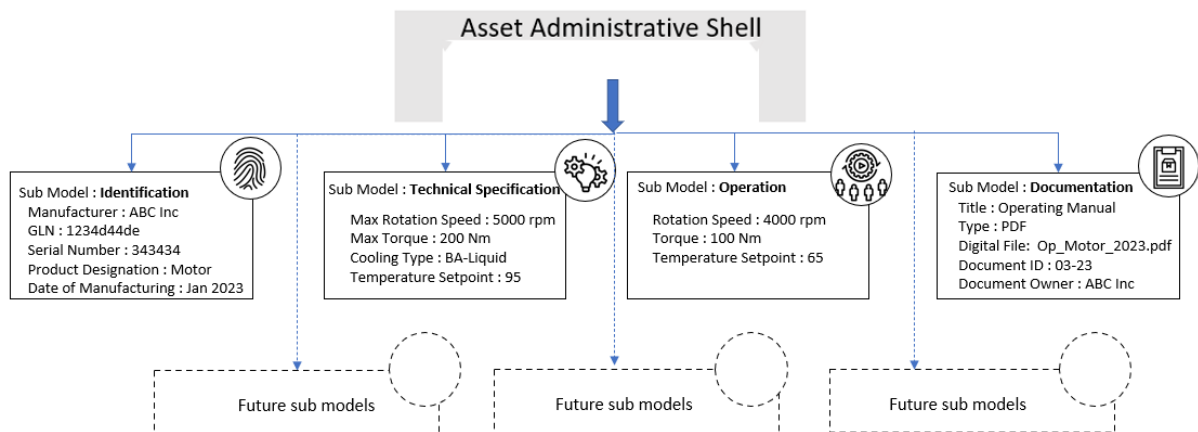 Asset Administrative Shell
Sub Model : Identification
Manufacturer : ABC Inc
GLN : 1234d44de
Serial Number : 343434
Product Designation : Motor
Date of Manufacturing : Jan 2023
Sub Model : Technical Specification
Max Rotation Speed : 5000 rpm
Max Torque : 200 Nm
Cooling Type : BA-Liquid
Temperature Setpoint : 95
Sub Model : Operation
Rotation Speed : 4000 rpm
Torque : 100 Nm
Temperature Setpoint : 65
Sub Model : Documentation
Title : Operating Manual
Type : PDF
Digital File:  Op_Motor_2023.pdf
Document ID : 03-23
Document Owner : ABC Inc
Future sub models
Future sub models
Future sub models